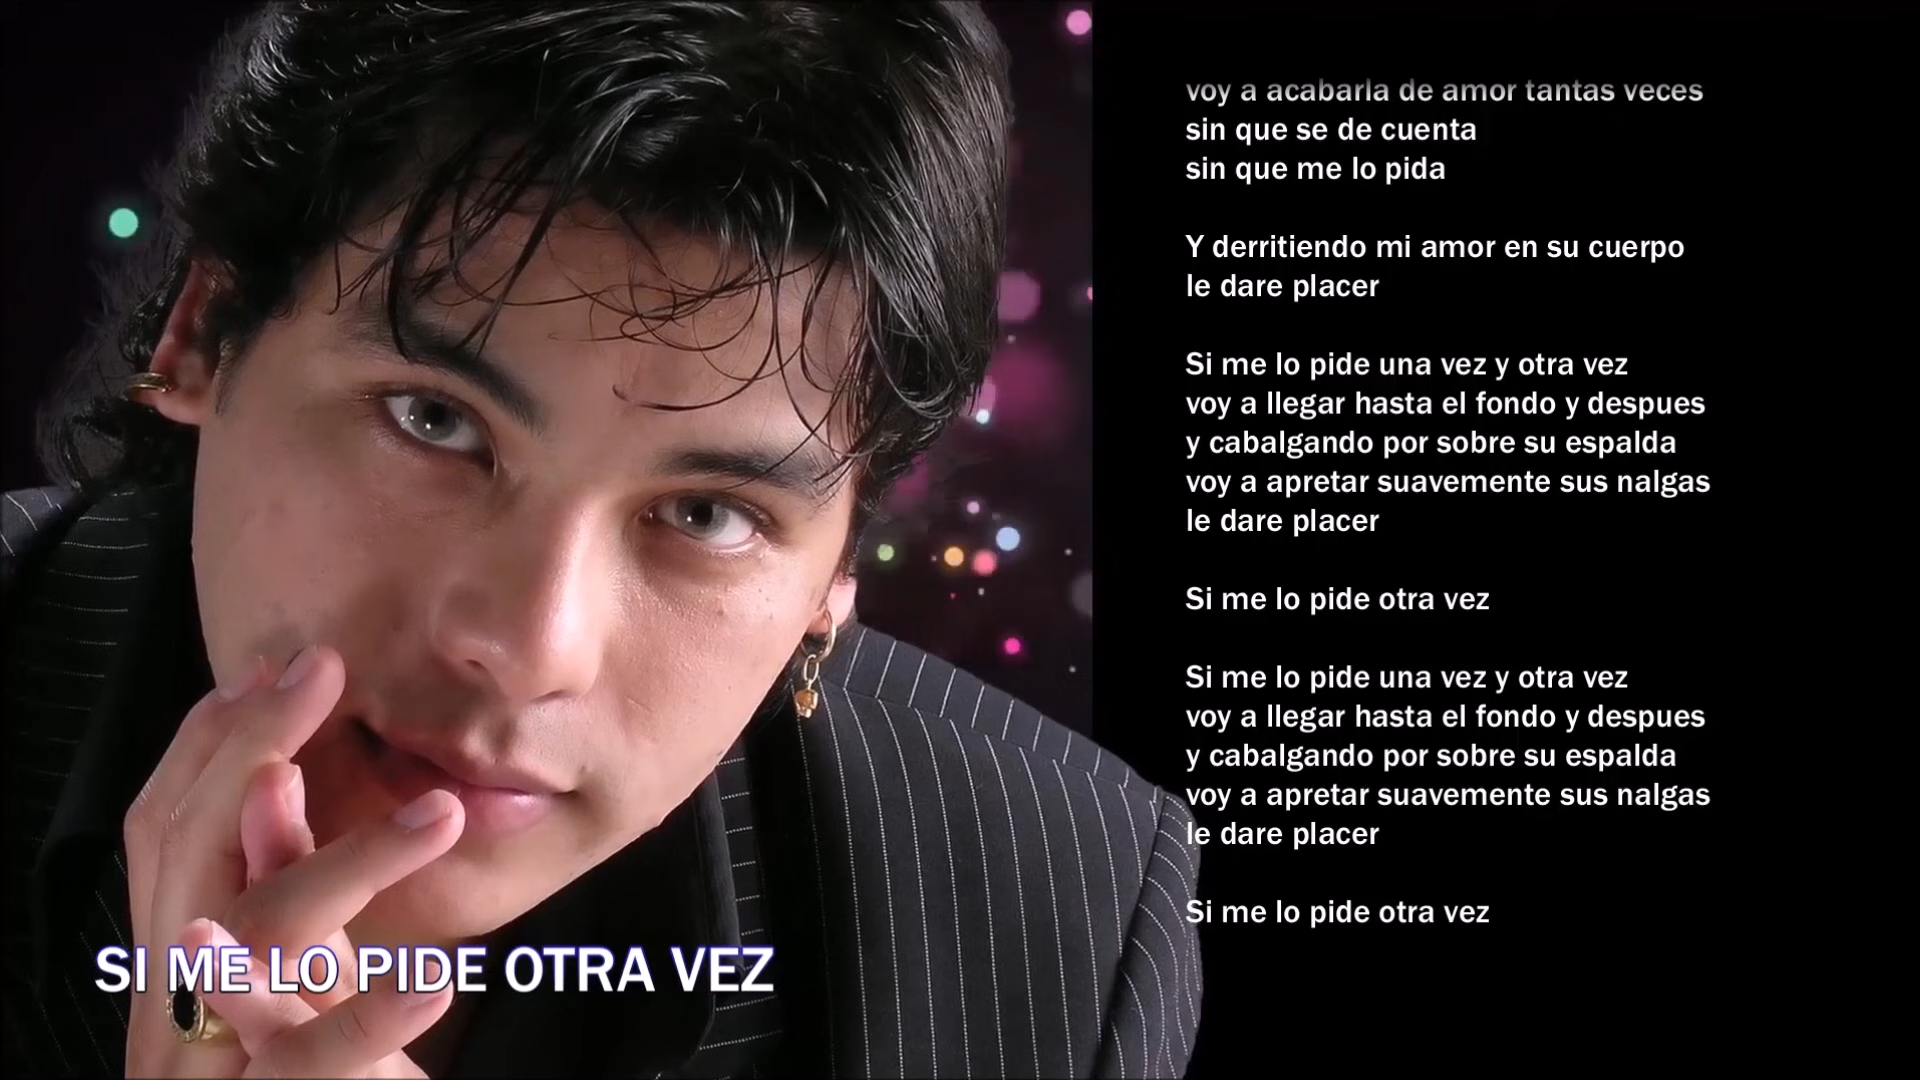 voy a acabarla de amor tantas veces
sin que se de cuenta
sin que me lo pida
Y derritiendo mi amor en su cuerpo
le dare placer
Si me lo pide una vez y otra vez
voy a llegar hasta el fondo y despues
y cabalgando por sobre su espalda
voy a apretar suavemente sus nalgas
le dare placer
Si me lo pide otra vez
Si me lo pide una vez y otra vez
voy a llegar hasta el fondo y despues
y cabalgando por sobre su espalda
voy a apretar suavemente sus nalgas
le dare placer
Si me lo pide otra vez
SI ME LO PIDE OTRA VEZ